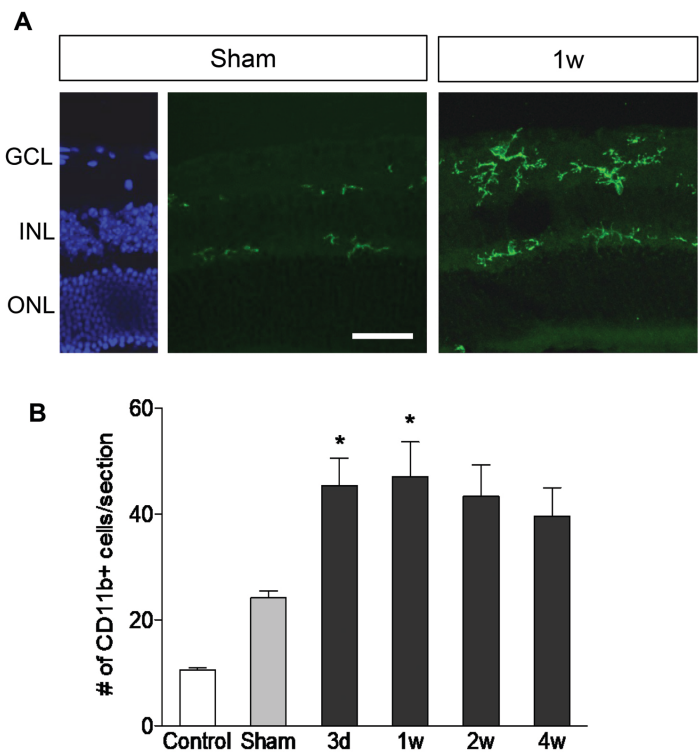 A
Sham
1w
GCL
INL
ONL
B
# of CD11b+ cells/section
60
40
20
0
*
*
Control Sham 3d 1w 2w 4w